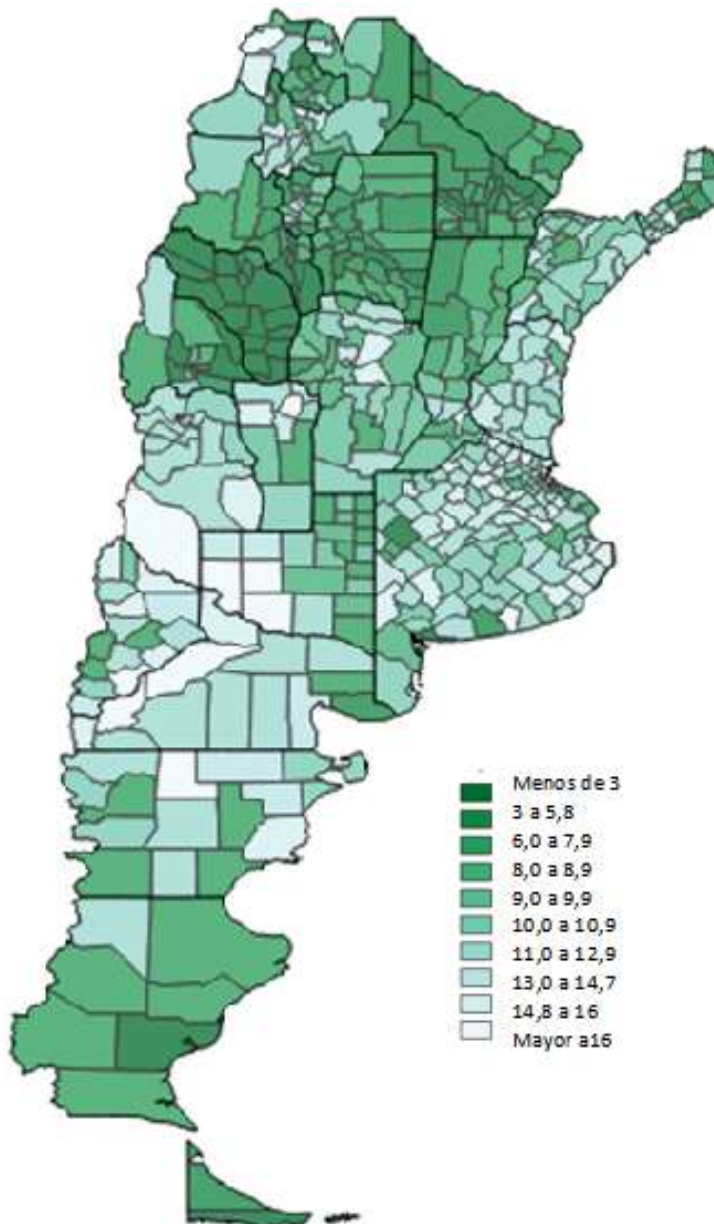 Menos de 3
3 a 5,8
6,0 a 7,9
8,0 a 8,9
9,0 a 9,9
10,0 a 10,9
11,0 a 12,9
13,0 a 14,7
14,8 a 16
Mayor a16